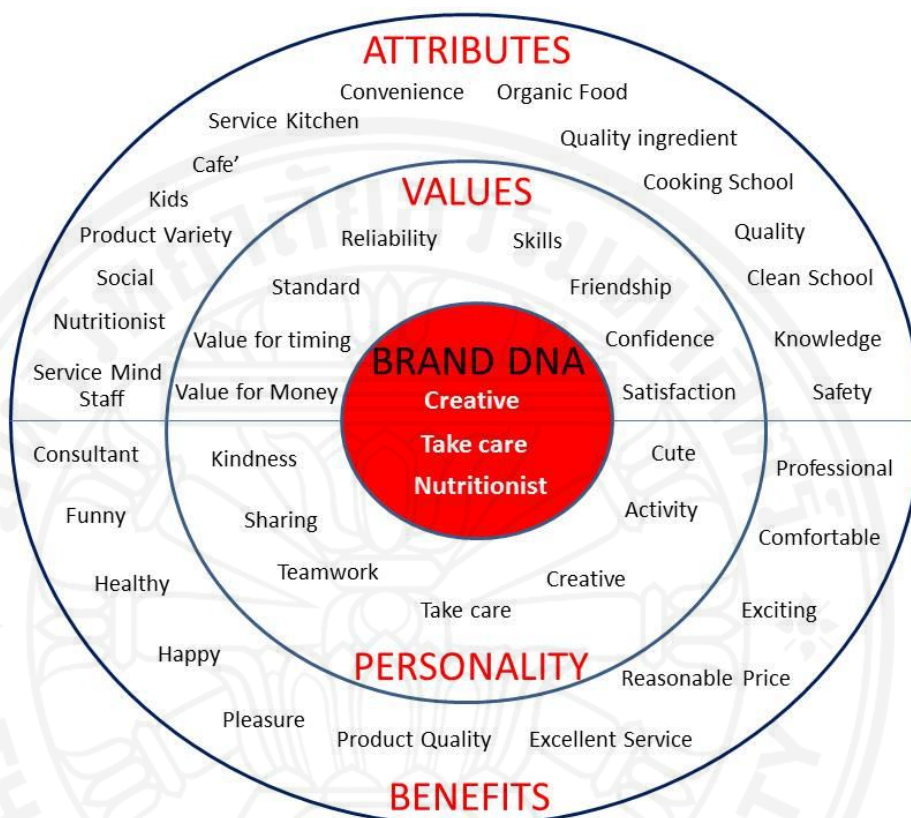 ATTRIBUTES
Convenience
Organic Food
Service Kitchen
Quality ingredient
Cafe’
Cooking School
Kids
Product Variety
Quality
Social
Clean School
Nutritionist
Knowledge
Service Mind
Staff
Safety
VALUES
Reliability
Skills
Standard
Friendship
Value for timing
Confidence
Value for Money
Satisfaction
BRAND DNA
Creative
Take care
Nutritionist
Kindness
Cute
Sharing
Activity
Teamwork
Creative
Take care
PERSONALITY
Consultant
Professional
Funny
Comfortable
Healthy
Exciting
Happy
Reasonable Price
Pleasure
Product Quality
Excellent Service
BENEFITS